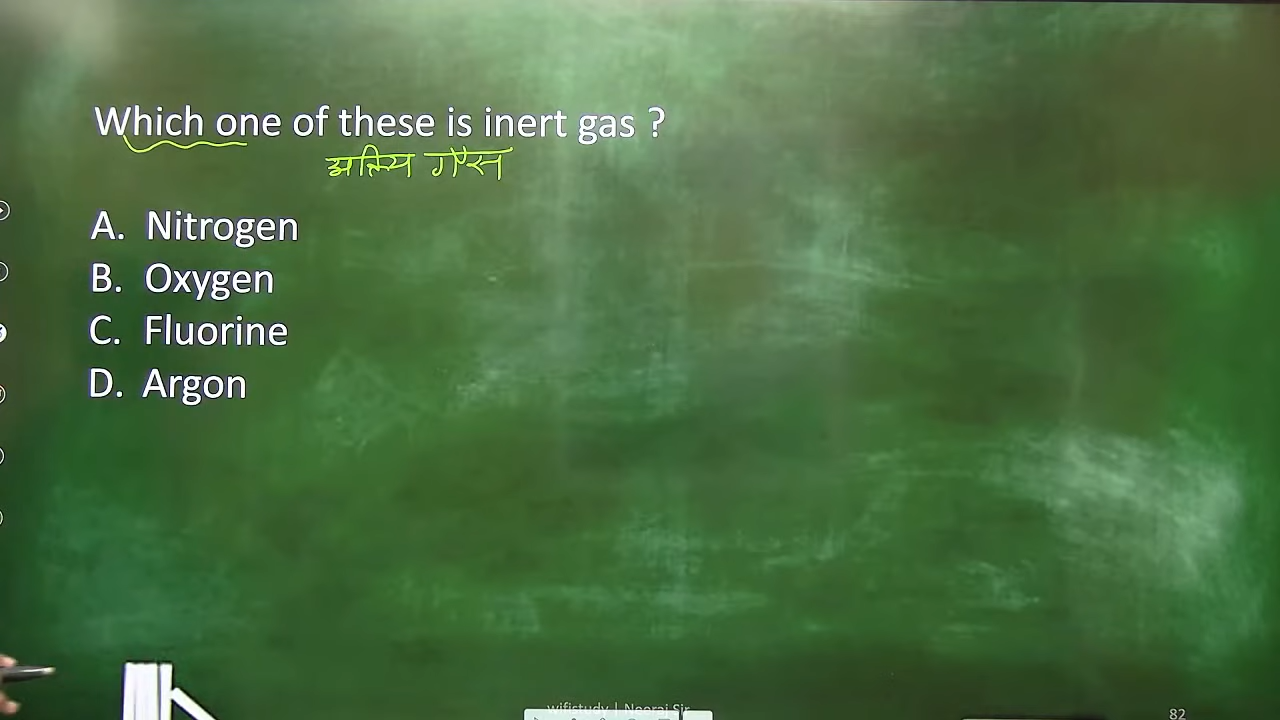 Which one of these is inert gas ?
अक्रिय गैस
A. Nitrogen
B. Oxygen
C. Fluorine
D. Argon
wifistudy | Neeraj Sir
82